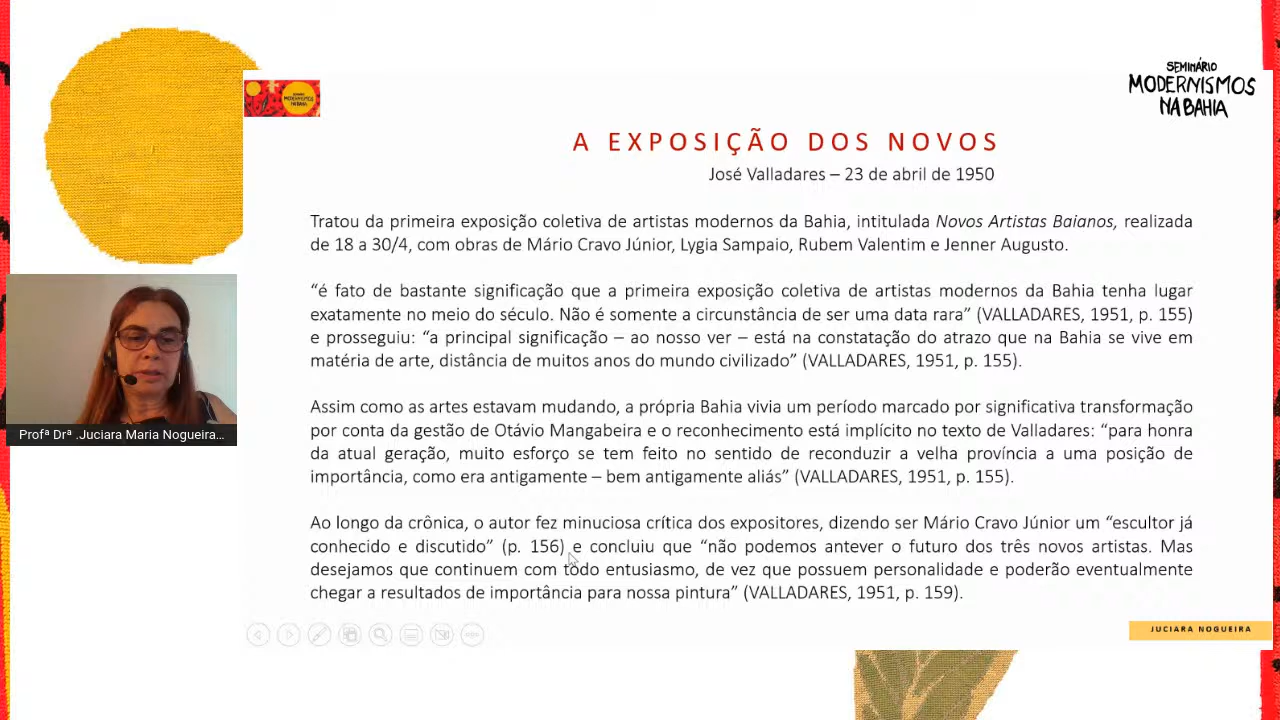 SEMINÁRIO
MODERNISMOS
NA BAHIA
A EXPOSIÇÃO DOS NOVOS
José Valladares – 23 de abril de 1950
Tratou da primeira exposição coletiva de artistas modernos da Bahia, intitulada Novos Artistas Baianos, realizada
de 18 a 30/4, com obras de Mário Cravo Júnior, Lygia Sampaio, Rubem Valentim e Jenner Augusto.
“é fato de bastante significação que a primeira exposição coletiva de artistas modernos da Bahia tenha lugar
exatamente no meio do século. Não é somente a circunstância de ser uma data rara” (VALLADARES, 1951, p. 155)
e prosseguiu: “a principal significação – ao nosso ver – está na constatação do atrazo que na Bahia se vive em
matéria de arte, distância de muitos anos do mundo civilizado” (VALLADARES, 1951, p. 155).
Assim como as artes estavam mudando, a própria Bahia vivia um período marcado por significativa transformação
por conta da gestão de Otávio Mangabeira e o reconhecimento está implícito no texto de Valladares: “para honra
da atual geração, muito esforço se tem feito no sentido de reconduzir a velha província a uma posição de
importância, como era antigamente – bem antigamente aliás” (VALLADARES, 1951, p. 155).
Ao longo da crônica, o autor fez minuciosa crítica dos expositores, dizendo ser Mário Cravo Júnior um “escultor já
conhecido e discutido” (p. 156) e concluiu que “não podemos antever o futuro dos três novos artistas. Mas
desejamos que continuem com todo entusiasmo, de vez que possuem personalidade e poderão eventualmente
chegar a resultados de importância para nossa pintura” (VALLADARES, 1951, p. 159).
Profª Drª .Juciara Maria Nogueira...
JUCIARA NOGUEIRA
SEMINÁRIO
MODERNISMOS
NA BAHIA